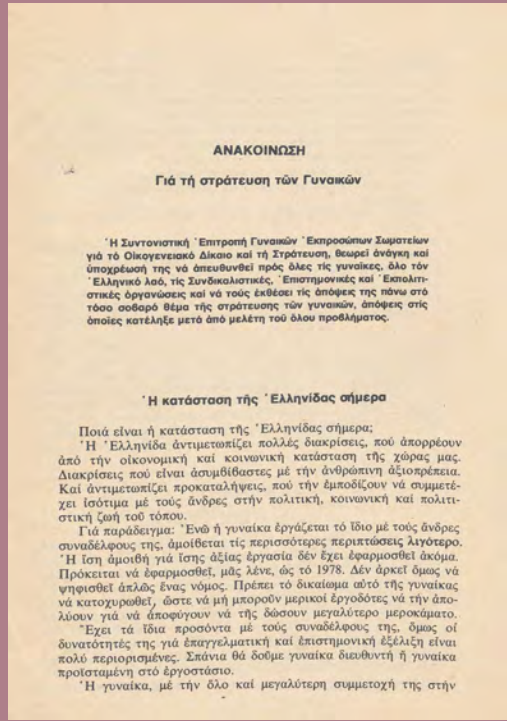 ΑΝΑΚΟΙΝΩΣΗ
Γιά τή στράτευση τῶν Γυναικῶν
Ἡ Συντονιστική Ἐπιτροπή Γυναικῶν Ἐκπροσώπων Σωματείων
γιά τό Οἰκογενειακό Δίκαιο καί τή Στράτευση, θεωρεῖ ἀνάγκη καί
ὑποχρέωσή της νά ἀπευθυνθεῖ πρός ὅλες τίς γυναῖκες, ὅλο τόν
Ἑλληνικό λαό, τίς Συνδικαλιστικές, Ἐπιστημονικές καί Ἐκπολιτι-
στικές ὀργανώσεις καί νά τούς ἐκθέσει τίς ἀπόψεις της πάνω στό
τόσο σοβαρό θέμα τῆς στράτευσης τῶν γυναικῶν, ἀπόψεις στίς
ὁποῖες κατέληξε μετά ἀπό μελέτη τοῦ ὅλου προβλήματος.
Ἡ κατάσταση τῆς Ἑλληνίδας σήμερα
Ποιά εἶναι ἡ κατάσταση τῆς Ἑλληνίδας σήμερα;
Ἡ Ἑλληνίδα ἀντιμετωπίζει πολλές διακρίσεις, πού ἀπορρέουν
ἀπό τήν οἰκονομική καί κοινωνική κατάσταση τῆς χώρας μας.
Διακρίσεις πού εἶναι ἀσυμβίβαστες μέ τήν ἀνθρώπινη ἀξιοπρέπεια.
Καί ἀντιμετωπίζει προκαταλήψεις, πού τήν ἐμποδίζουν νά συμμετέ-
χει ἰσότιμα μέ τούς ἄνδρες στήν πολιτική, κοινωνική καί πολιτι-
στική ζωή τοῦ τόπου.
Γιά παράδειγμα: Ἐνῶ ἡ γυναίκα ἐργάζεται τό ἴδιο μέ τούς ἄνδρες
συναδέλφους της, ἀμοίβεται τίς περισσότερες περιπτώσεις λιγότερο.
Ἡ ἴση ἀμοιβή γιά ἴσης ἀξίας ἐργασία δέν ἔχει ἐφαρμοσθεῖ ἀκόμα.
Πρόκειται νά ἐφαρμοσθεῖ, μᾶς λένε, ὡς τό 1978. Δέν ἀρκεῖ ὅμως νά
ψηφισθεῖ ἁπλῶς ἕνας νόμος. Πρέπει τό δικαίωμα αὐτό τῆς γυναίκας
νά κατοχυρωθεῖ, ὥστε νά μή μποροῦν μερικοί ἐργοδότες νά τήν ἀπο-
λύουν γιά νά ἀποφύγουν νά τῆς δώσουν μεγαλύτερο μεροκάματο.
Ἔχει τά ἴδια προσόντα μέ τούς συναδέλφους της, ὅμως οἱ
δυνατότητές της γιά ἐπαγγελματική καί ἐπιστημονική ἐξέλιξη εἶναι
πολύ περιορισμένες. Σπάνια θά δοῦμε γυναίκα διευθυντή ἤ γυναίκα
προϊσταμένη στό ἐργοστάσιο.
Ἡ γυναίκα, μέ τήν ὅλο καί μεγαλύτερη συμμετοχή της στήν